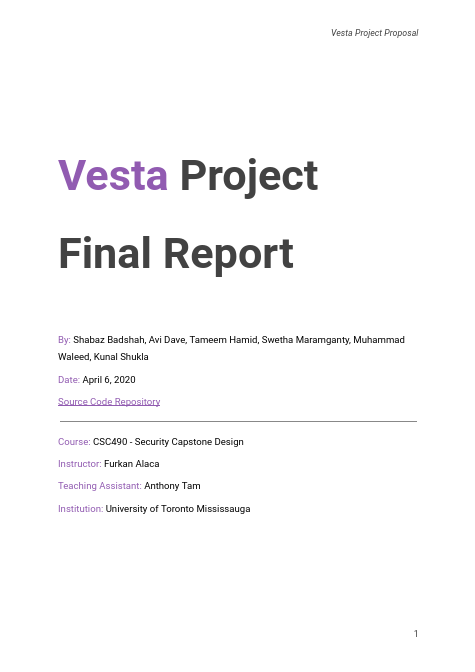 Vesta Project Proposal
Vesta Project
Final Report
By: Shabaz Badshah, Avi Dave, Tameem Hamid, Swetha Maramganty, Muhammad
Waleed, Kunal Shukla
Date: April 6, 2020
Source Code Repository
Course: CSC490 - Security Capstone Design
Instructor: Furkan Alaca
Teaching Assistant: Anthony Tam
Institution: University of Toronto Mississauga
1